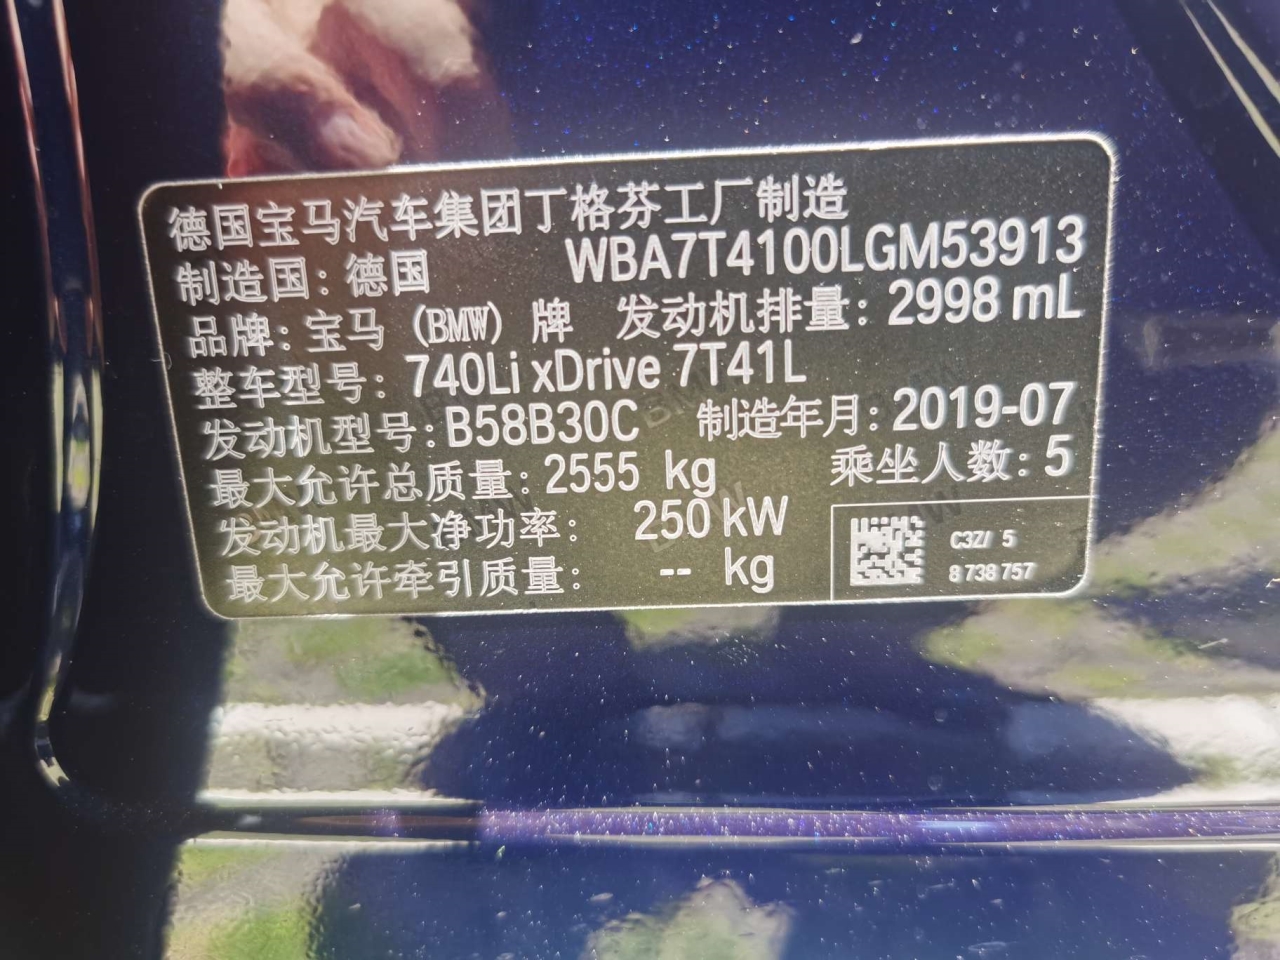 德国宝马汽车集团丁格芬工厂制造
制造国：德国 WBA7T4100LGM53913
品牌：宝马 (BMW) 牌 发动机排量：2998 mL
整车型号：740Li xDrive 7T41L
发动机型号：B58B30C 制造年月：2019-07
最大允许总质量：2555 kg 乘坐人数：5
发动机最大净功率： 250 kW
最大允许牵引质量： -- kg
C3Z/ 5
8 738 757